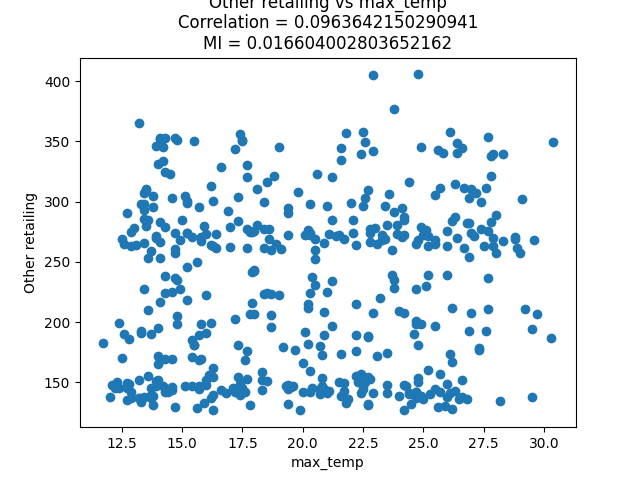 Other retailing vs max_temp
Correlation = 0.0963642150290941
MI = 0.016604002803652162
400
350
300
250
200
150
Other retailing
12.5 15.0 17.5 20.0 22.5 25.0 27.5 30.0
max_temp